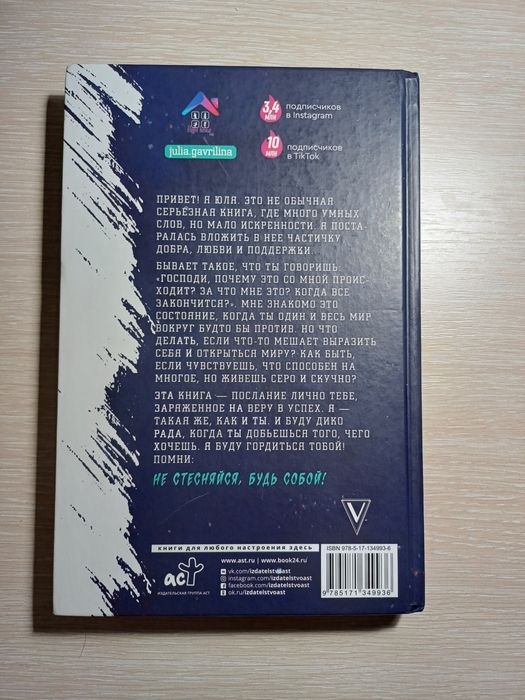 3,4 МЛН
подписчиков
в Instagram
julia.gavrilina
10 МЛН
подписчиков
в TikTok
ПРИВЕТ! Я ЮЛЯ. ЭТО НЕ ОБЫЧНАЯ
СЕРЬЁЗНАЯ КНИГА, ГДЕ МНОГО УМНЫХ
СЛОВ, НО МАЛО ИСКРЕННОСТИ. Я ПОСТА-
РАЛАСЬ ВЛОЖИТЬ В НЕЕ ЧАСТИЧКУ
ДОБРА, ЛЮБВИ И ПОДДЕРЖКИ.
БЫВАЕТ ТАКОЕ, ЧТО ТЫ ГОВОРИШЬ:
«ГОСПОДИ, ПОЧЕМУ ЭТО СО МНОЙ ПРОИС-
ХОДИТ? ЗА ЧТО МНЕ ЭТО? КОГДА ВСЕ
ЗАКОНЧИТСЯ?». МНЕ ЗНАКОМО ЭТО
СОСТОЯНИЕ, КОГДА ТЫ ОДИН И ВЕСЬ МИР
ВОКРУГ БУДТО БЫ ПРОТИВ. НО ЧТО
ДЕЛАТЬ, ЕСЛИ ЧТО-ТО МЕШАЕТ ВЫРАЗИТЬ
СЕБЯ И ОТКРЫТЬСЯ МИРУ? КАК БЫТЬ,
ЕСЛИ ЧУВСТВУЕШЬ, ЧТО СПОСОБЕН НА
МНОГОЕ, НО ЖИВЕШЬ СЕРО И СКУЧНО?
ЭТА КНИГА — ПОСЛАНИЕ ЛИЧНО ТЕБЕ,
ЗАРЯЖЕННОЕ НА ВЕРУ В УСПЕХ. Я —
ТАКАЯ ЖЕ, КАК И ТЫ. И БУДУ ДИКО
РАДА, КОГДА ТЫ ДОБЬЕШЬСЯ ТОГО, ЧЕГО
ХОЧЕШЬ. Я БУДУ ГОРДИТЬСЯ ТОБОЙ!
ПОМНИ:
НЕ СТЕСНЯЙСЯ, БУДЬ СОБОЙ!
КНИГИ ДЛЯ ЛЮБОГО НАСТРОЕНИЯ ЗДЕСЬ
www.ast.ru | www.book24.ru
vk.com/izdatelstvoast
instagram.com/izdatelstvoast
facebook.com/izdatelstvoast
ok.ru/izdatelstvoast
аст
ИЗДАТЕЛЬСКАЯ ГРУППА АСТ
ISBN 978-5-17-134993-6
9 785171 349936